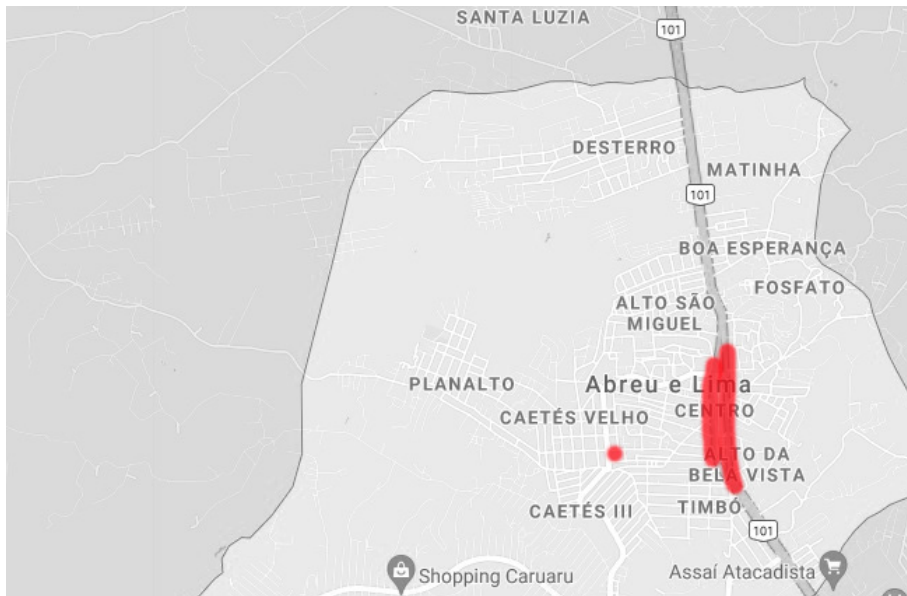 SANTA LUZIA
101
DESTERRO
MATINHA
101
BOA ESPERANÇA
FOSFATO
ALTO SÃO
MIGUEL
PLANALTO
Abreu e Lima
CENTRO
CAETÉS VELHO
ALTO DA
BELA VISTA
CAETÉS III
TIMBÓ
101
Shopping Caruaru
Assaí Atacadista